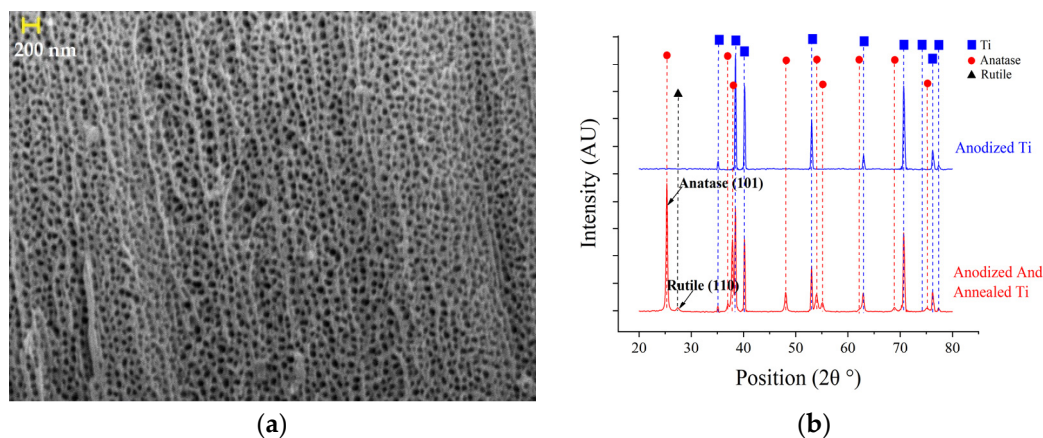 200 nm
(a)
Intensity (AU)
Ti
Anatase
Rutile
Anodized Ti
Anatase (101)
Rutile (110)
Anodized And
Annealed Ti
20 30 40 50 60 70 80
Position (2θ °)
(b)